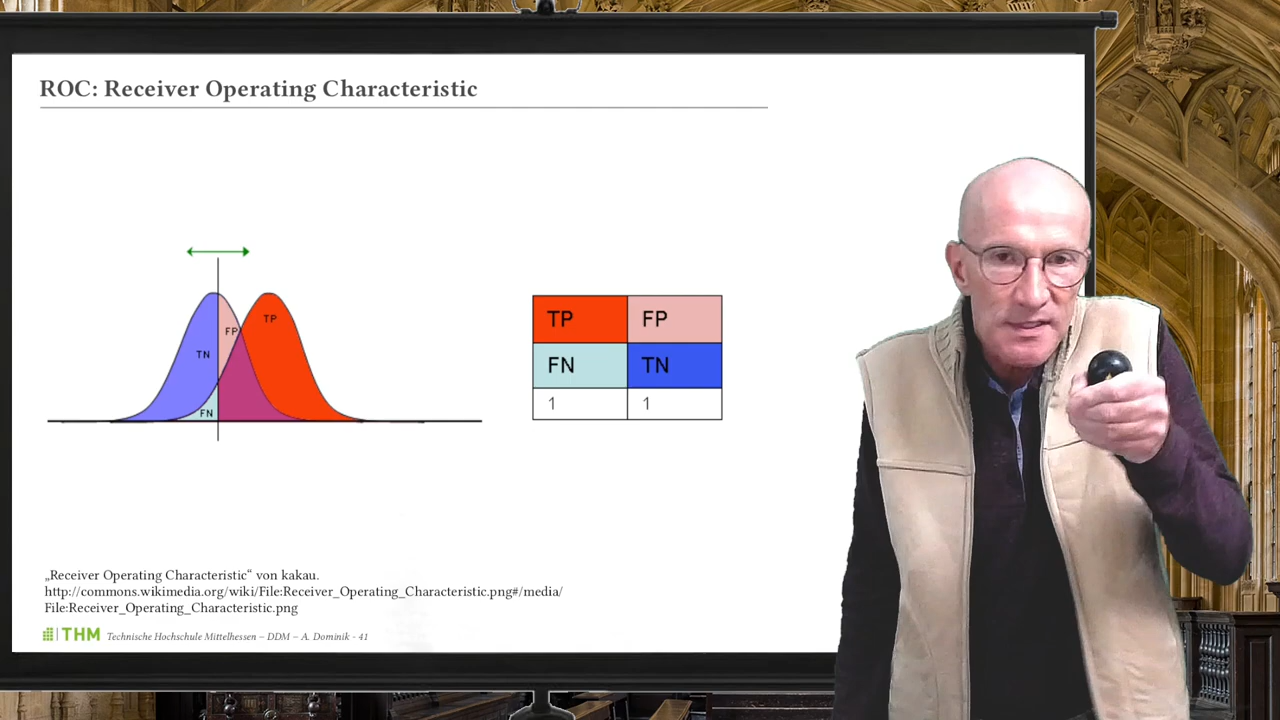 ROC: Receiver Operating Characteristic
TN
FP
TP
FN
TP FP
FN TN
1 1
„Receiver Operating Characteristic“ von kakau.
http://commons.wikimedia.org/wiki/File:Receiver_Operating_Characteristic.png#/media/
File:Receiver_Operating_Characteristic.png
THM Technische Hochschule Mittelhessen – DDM – A. Dominik - 41